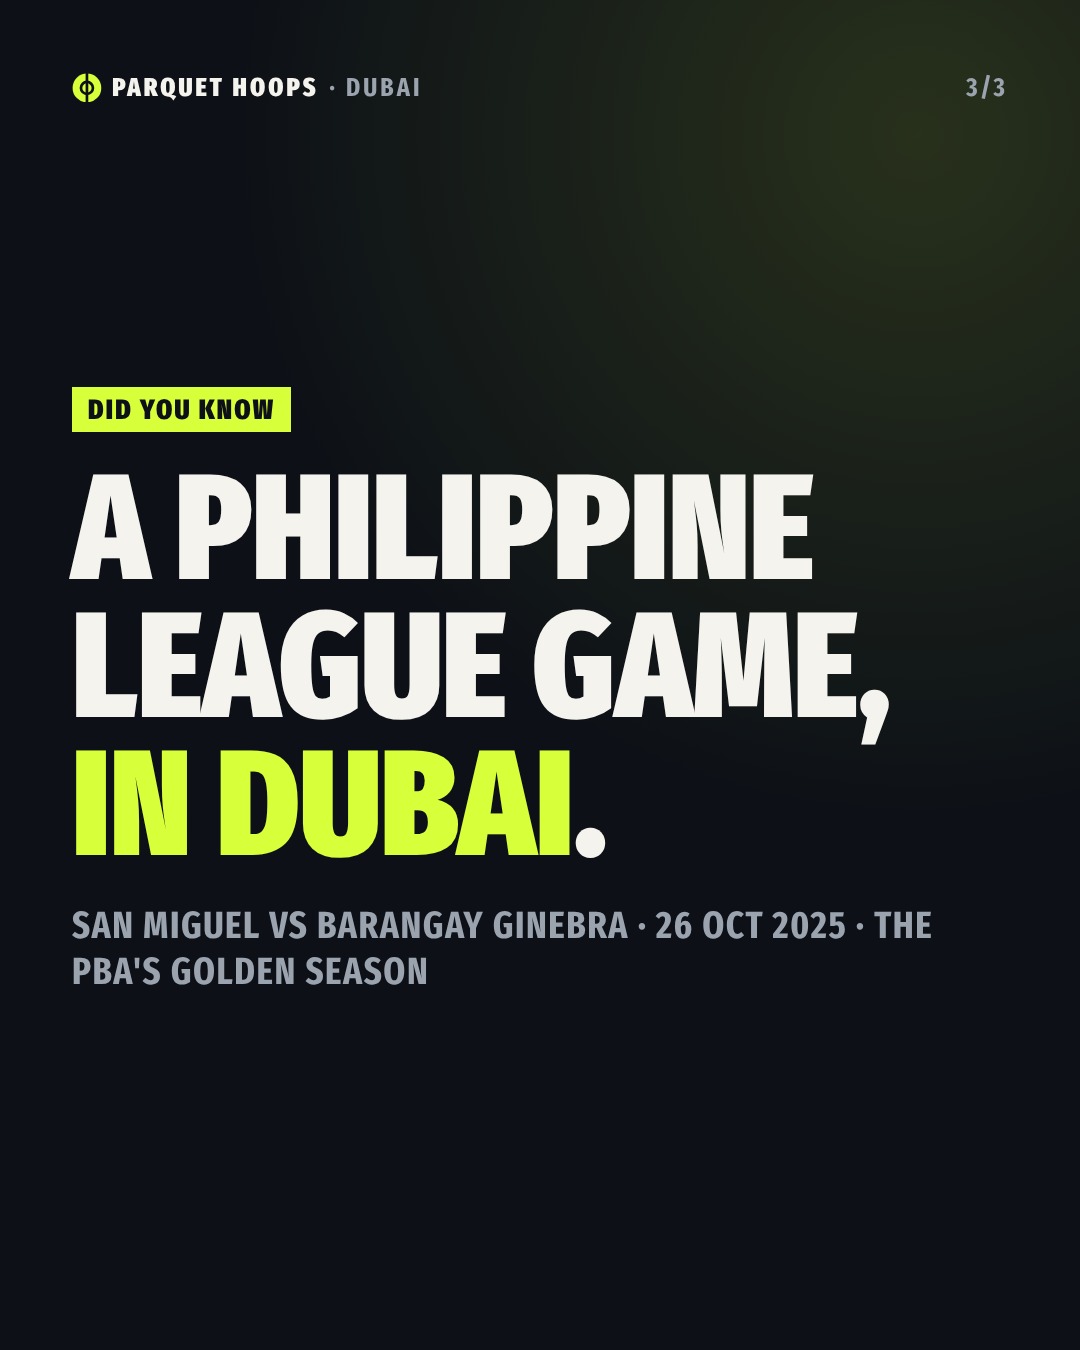 PARQUET HOOPS · DUBAI
3/3
DID YOU KNOW
A PHILIPPINE
LEAGUE GAME,
IN DUBAI.
SAN MIGUEL VS BARANGAY GINEBRA · 26 OCT 2025 · THE
PBA'S GOLDEN SEASON